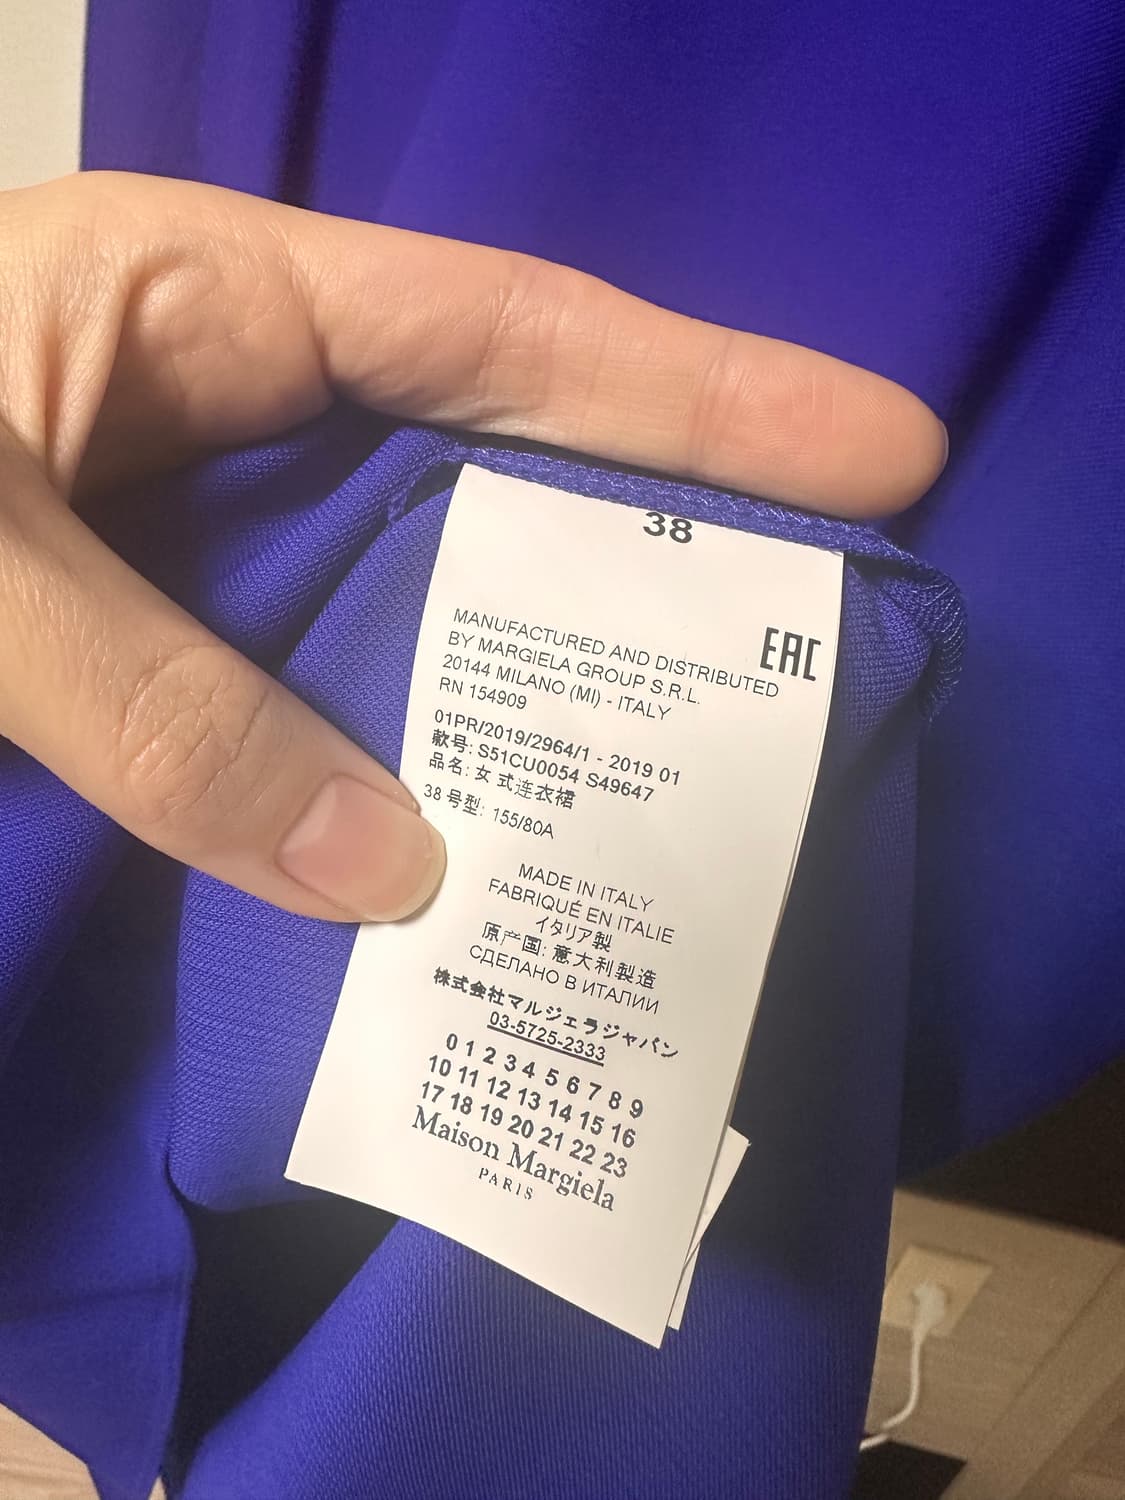 38
EAC
MANUFACTURED AND DISTRIBUTED
BY MARGIELA GROUP S.R.L.
20144 MILANO (MI) - ITALY
RN 154909
01PR/2019/2964/1 - 2019 01
款号: S51CU0054 S49647
品名: 女 式连衣裙
38 号型: 155/80A
MADE IN ITALY
FABRIQUÉ EN ITALIE
イタリア製
原产国: 意大利製造
СДЕЛАНО В ИТАЛИИ
株式会社マルジェラジャパン
03-5725-2333
0 1 2 3 4 5 6 7 8 9
10 11 12 13 14 15 16
17 18 19 20 21 22 23
Maison Margiela
PARIS